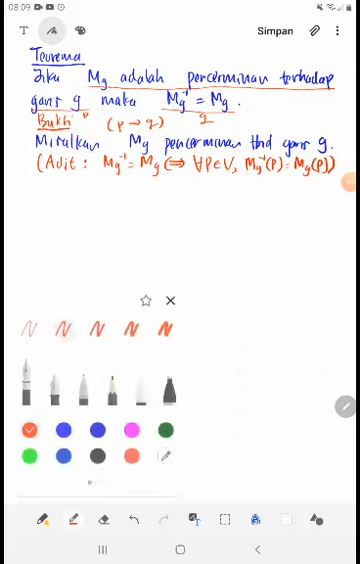 08:09
Simpan
Teorema
Jika Mg adalah pencerminan terhadap
garis g maka Mg⁻¹ = Mg.
p q
Bukti (p → q)
Misalkan Mg pencerminan thd garis g.
(Adit : Mg⁻¹ = Mg (⟺ ∀P∈V, Mg⁻¹(P) = Mg(P))